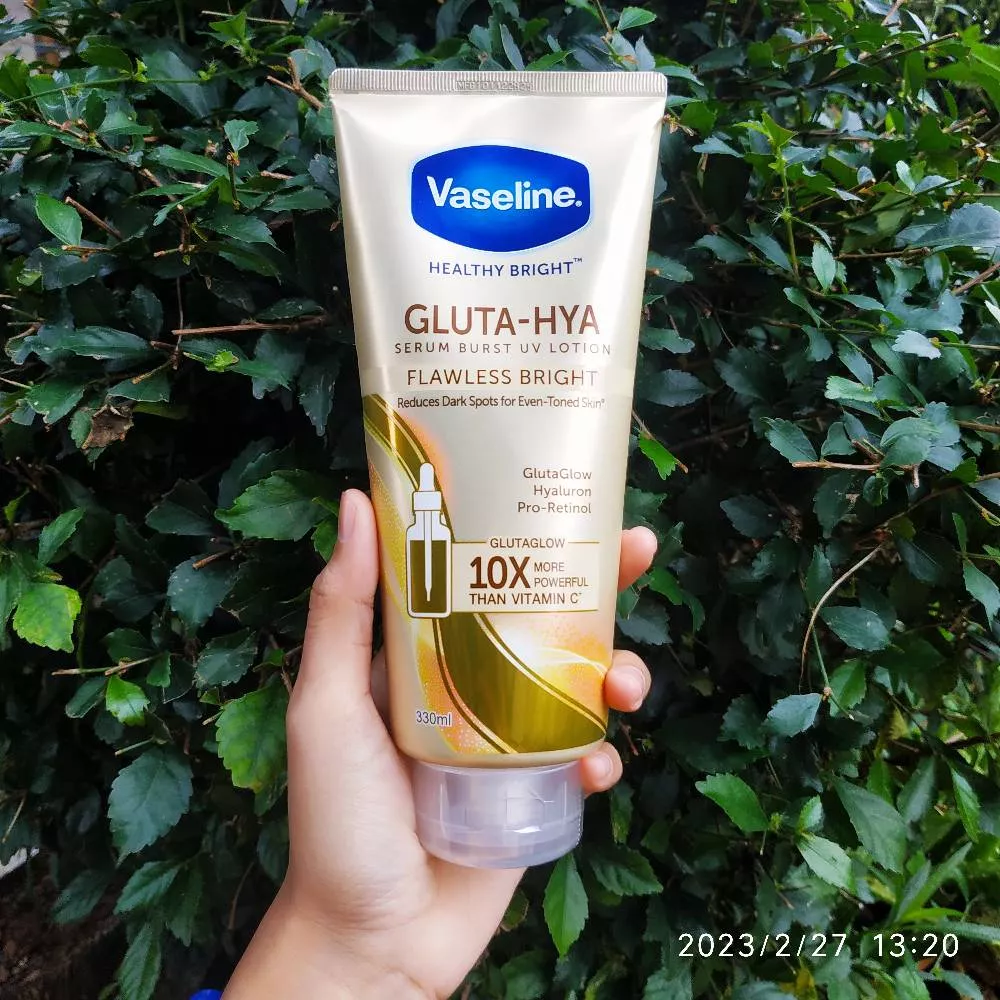 Vaseline.
HEALTHY BRIGHT™
GLUTA-HYA
SERUM BURST UV LOTION
FLAWLESS BRIGHT
Reduces Dark Spots for Even-Toned Skin*
GlutaGlow
Hyaluron
Pro-Retinol
GLUTAGLOW
10X MORE
POWERFUL
THAN VITAMIN C*
330ml
2023/2/27 13:20